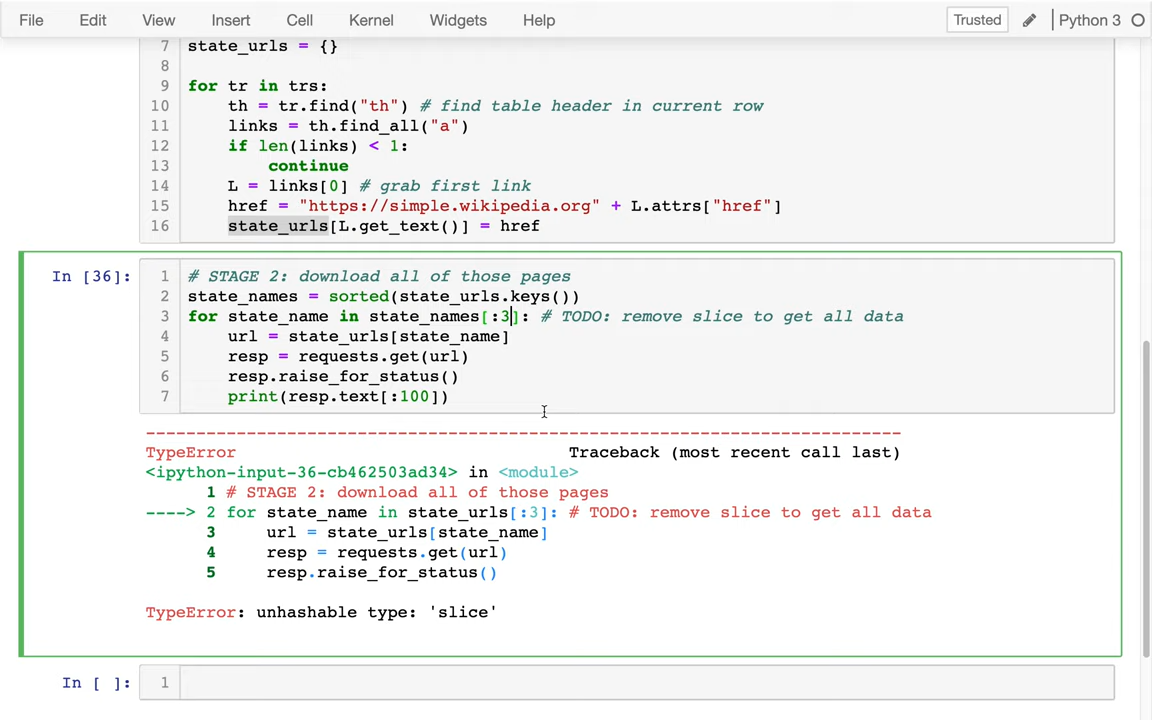 File Edit View Insert Cell Kernel Widgets Help Trusted Python 3
7 state_urls = {}
8
9 for tr in trs:
10     th = tr.find("th") # find table header in current row
11     links = th.find_all("a")
12     if len(links) < 1:
13         continue
14     L = links[0] # grab first link
15     href = "https://simple.wikipedia.org" + L.attrs["href"]
16     state_urls[L.get_text()] = href
In [36]: 1 # STAGE 2: download all of those pages
2 state_names = sorted(state_urls.keys())
3 for state_name in state_names[:3]: # TODO: remove slice to get all data
4     url = state_urls[state_name]
5     resp = requests.get(url)
6     resp.raise_for_status()
7     print(resp.text[:100])
---------------------------------------------------------------------------
TypeError                                 Traceback (most recent call last)
<ipython-input-36-cb462503ad34> in <module>
      1 # STAGE 2: download all of those pages
----> 2 for state_name in state_urls[:3]: # TODO: remove slice to get all data
      3     url = state_urls[state_name]
      4     resp = requests.get(url)
      5     resp.raise_for_status()
TypeError: unhashable type: 'slice'
In [ ]: 1